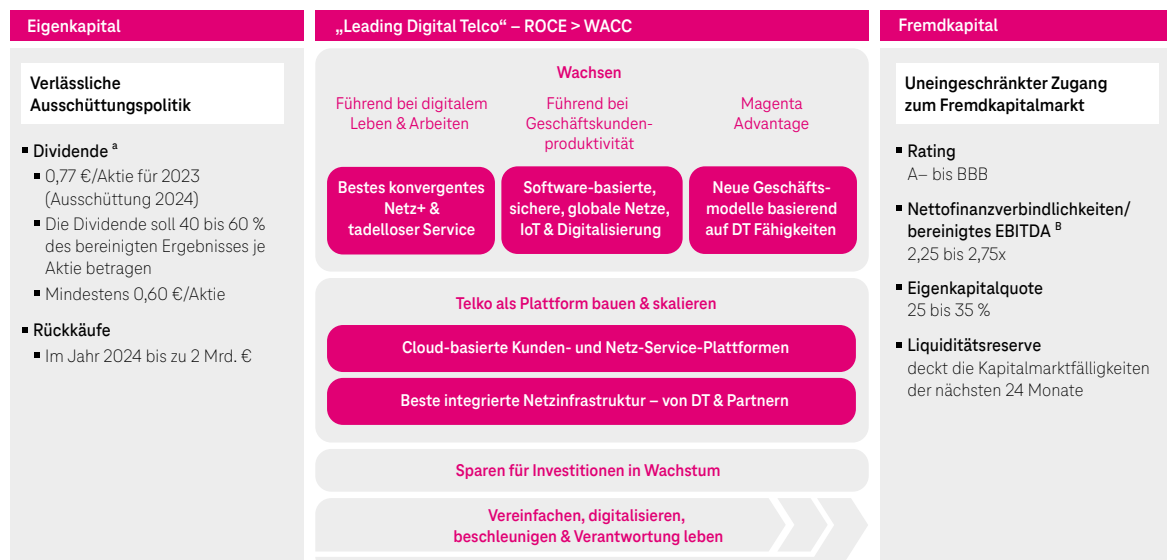 Eigenkapital
Verlässliche
Ausschüttungspolitik
Dividende ᵃ
0,77 €/Aktie für 2023
(Ausschüttung 2024)
Die Dividende soll 40 bis 60 %
des bereinigten Ergebnisses je
Aktie betragen
Mindestens 0,60 €/Aktie
Rückkäufe
Im Jahr 2024 bis zu 2 Mrd. €
„Leading Digital Telco“ – ROCE > WACC
Wachsen
Führend bei digitalem
Leben & Arbeiten
Führend bei
Geschäftskunden-
produktivität
Magenta
Advantage
Bestes konvergentes
Netz+ &
tadelloser Service
Software-basierte,
sichere, globale Netze,
IoT & Digitalisierung
Neue Geschäfts-
modelle basierend
auf DT Fähigkeiten
Telko als Plattform bauen & skalieren
Cloud-basierte Kunden- und Netz-Service-Plattformen
Beste integrierte Netzinfrastruktur – von DT & Partnern
Sparen für Investitionen in Wachstum
Vereinfachen, digitalisieren,
beschleunigen & Verantwortung leben
Fremdkapital
Uneingeschränkter Zugang
zum Fremdkapitalmarkt
Rating
A– bis BBB
Nettofinanzverbindlichkeiten/
bereinigtes EBITDA ᴮ
2,25 bis 2,75x
Eigenkapitalquote
25 bis 35 %
Liquiditätsreserve
deckt die Kapitalmarktfälligkeiten
der nächsten 24 Monate